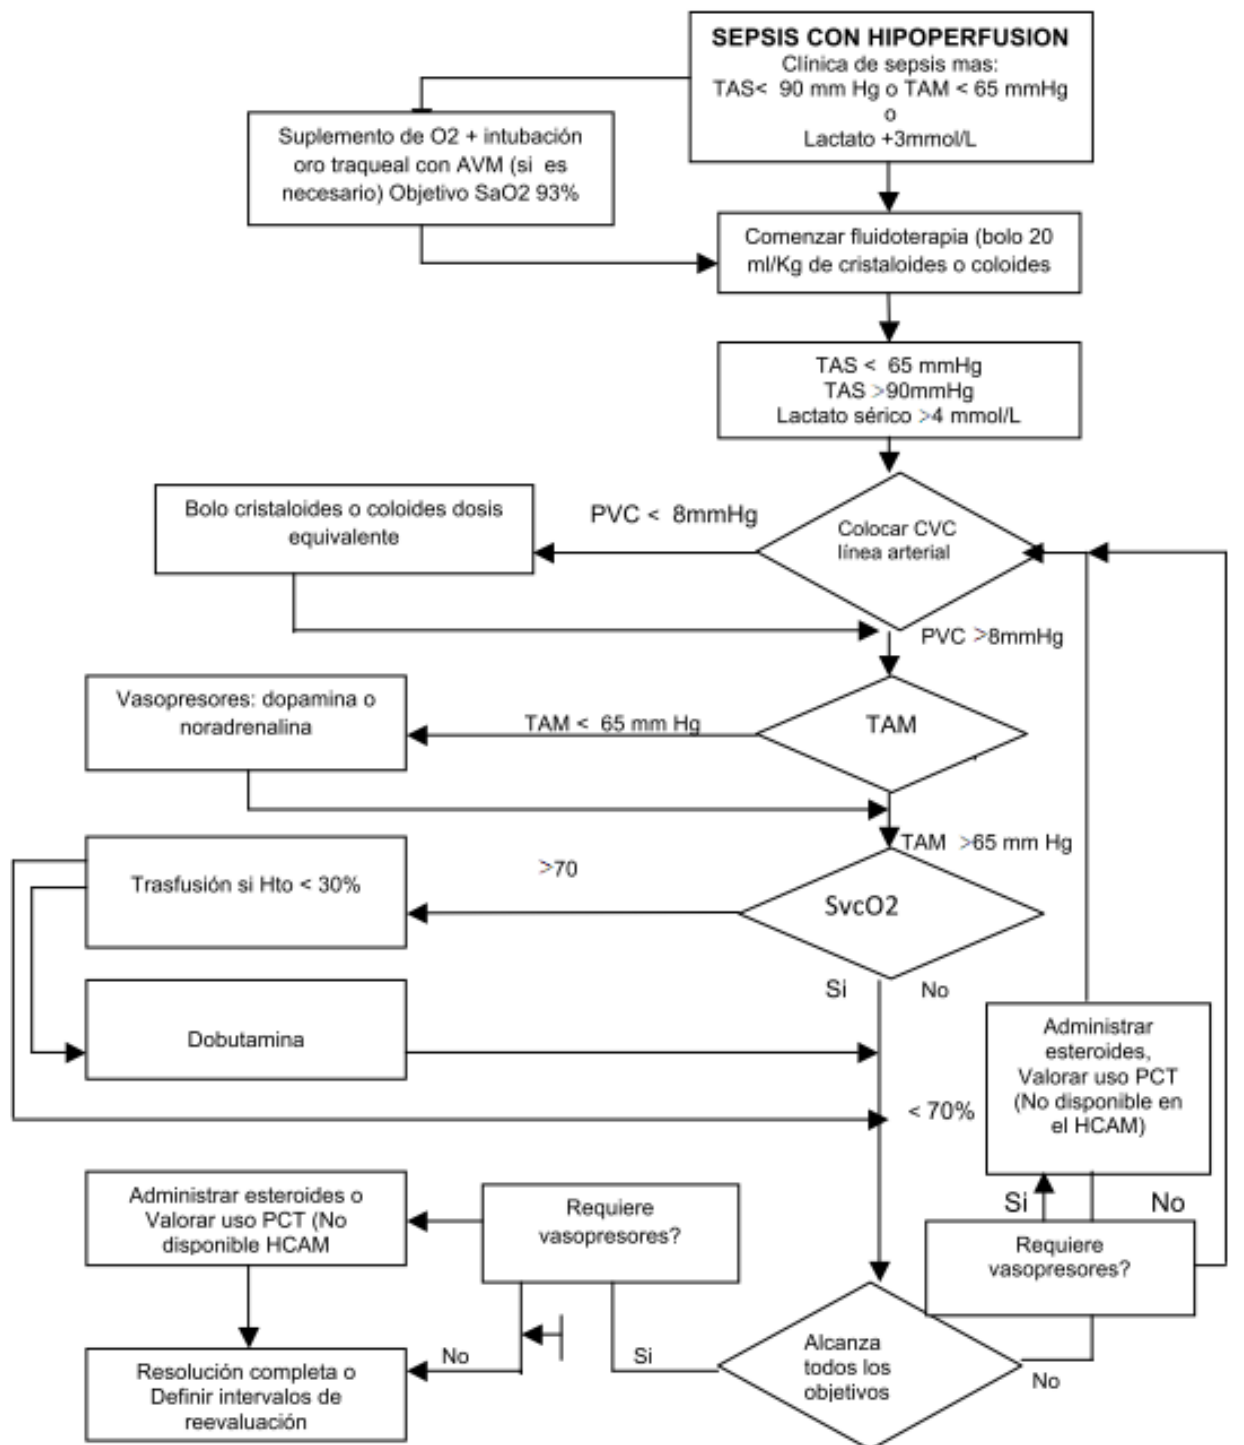 SEPSIS CON HIPOPERFUSION
Clínica de sepsis mas:
TAS< 90 mm Hg o TAM < 65 mmHg
o
Lactato +3mmol/L
Suplemento de O2 + intubación
oro traqueal con AVM (si es
necesario) Objetivo SaO2 93%
Comenzar fluidoterapia (bolo 20
ml/Kg de cristaloides o coloides
TAS < 65 mmHg
TAS >90mmHg
Lactato sérico >4 mmol/L
Bolo cristaloides o coloides dosis
equivalente
PVC < 8mmHg
Colocar CVC
línea arterial
PVC >8mmHg
Vasopresores: dopamina o
noradrenalina
TAM < 65 mm Hg
TAM
TAM >65 mm Hg
Trasfusión si Hto < 30%
>70
SvcO2
Si
No
Dobutamina
Administrar
esteroides,
Valorar uso PCT
(No disponible en
el HCAM)
< 70%
Administrar esteroides o
Valorar uso PCT (No
disponible HCAM
Requiere
vasopresores?
Si
No
Requiere
vasopresores?
Resolución completa o
Definir intervalos de
reevaluación
No
Si
Alcanza
todos los
objetivos
No